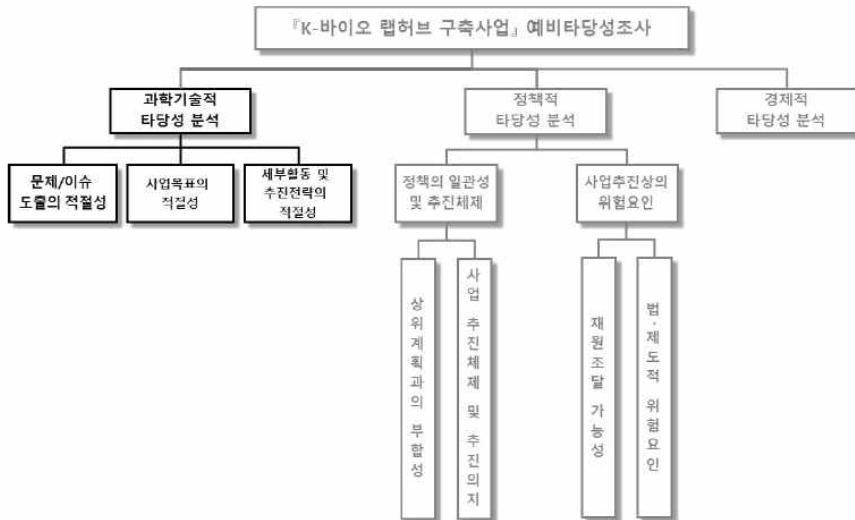 『K-바이오 랩허브 구축사업』 예비타당성조사
과학기술적
타당성 분석
정책적
타당성 분석
경제적
타당성 분석
문제/이슈
도출의 적절성
사업목표의
적절성
세부활동 및
추진전략의
적절성
정책의 일관성
및 추진체제
사업추진상의
위험요인
상위계획과의 부합성
사업 추진체제 및 추진의지
재원조달 가능성
법·제도적 위험요인